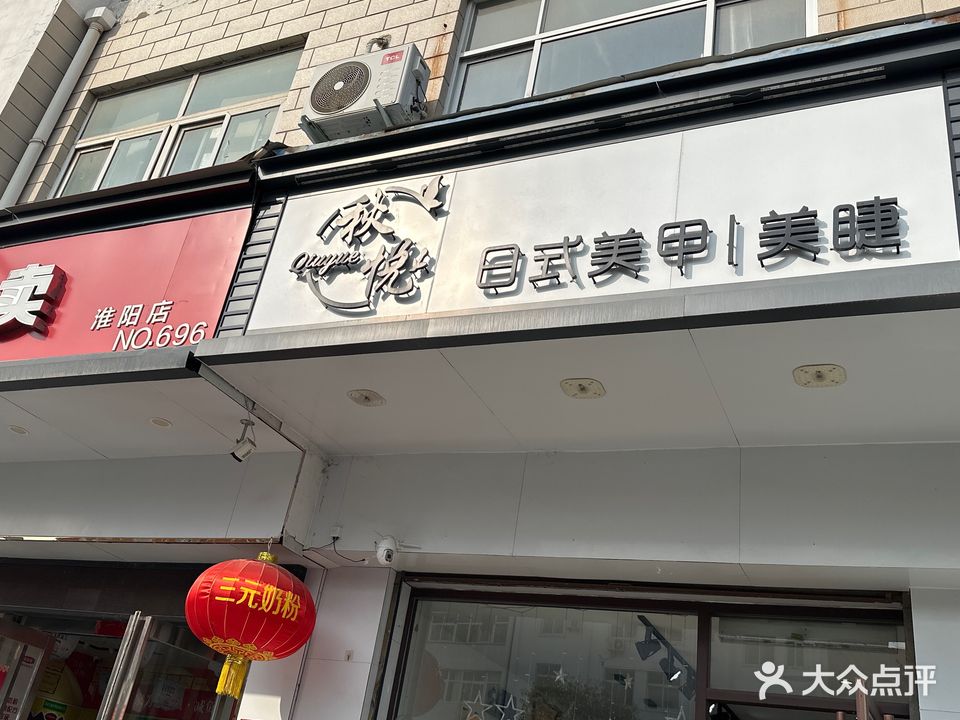 TCL
卖
淮阳店
NO.696
秋悦
Qiuyue
日式美甲|美睫
三元奶粉
大众点评